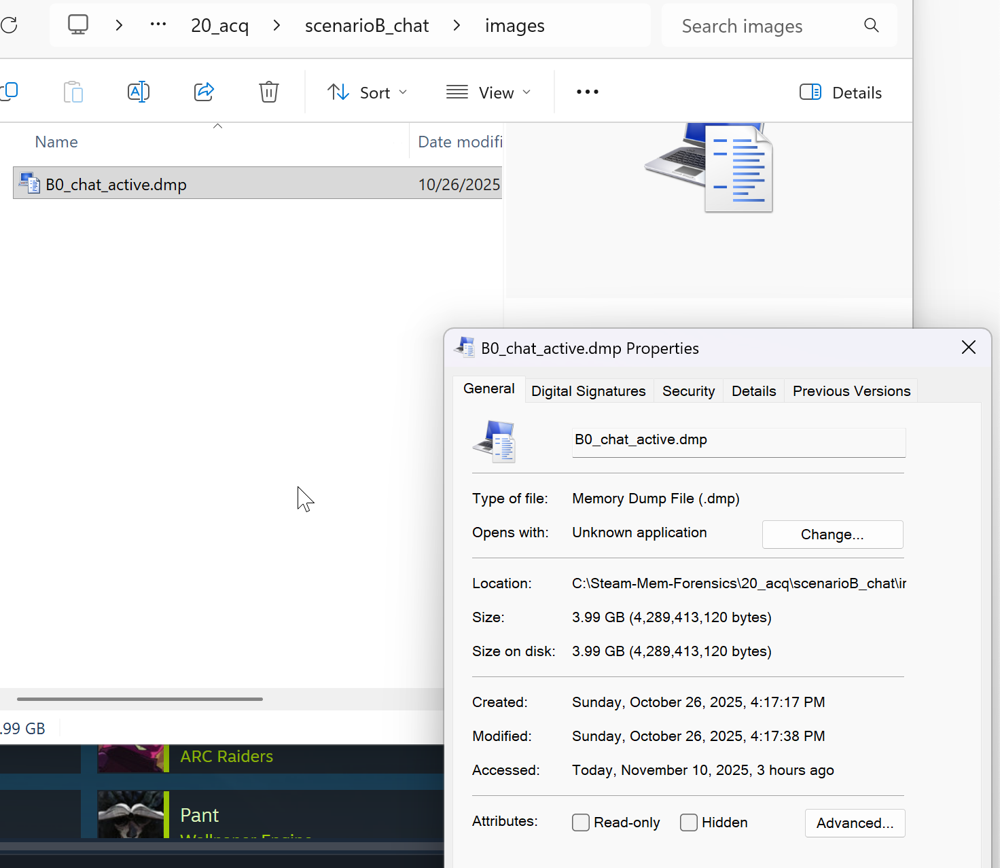 20_acq
scenarioB_chat
images
Search images
Sort
View
Details
Name
Date modifi
B0_chat_active.dmp
10/26/2025
B0_chat_active.dmp Properties
General
Digital Signatures
Security
Details
Previous Versions
B0_chat_active.dmp
Type of file:
Memory Dump File (.dmp)
Opens with:
Unknown application
Change...
Location:
C:\Steam-Mem-Forensics\20_acq\scenarioB_chat\ir
Size:
3.99 GB (4,289,413,120 bytes)
Size on disk:
3.99 GB (4,289,413,120 bytes)
Created:
Sunday, October 26, 2025, 4:17:17 PM
Modified:
Sunday, October 26, 2025, 4:17:38 PM
Accessed:
Today, November 10, 2025, 3 hours ago
Attributes:
Read-only
Hidden
Advanced...
.99 GB
ARC Raiders
Pant
Wallpaper Engine